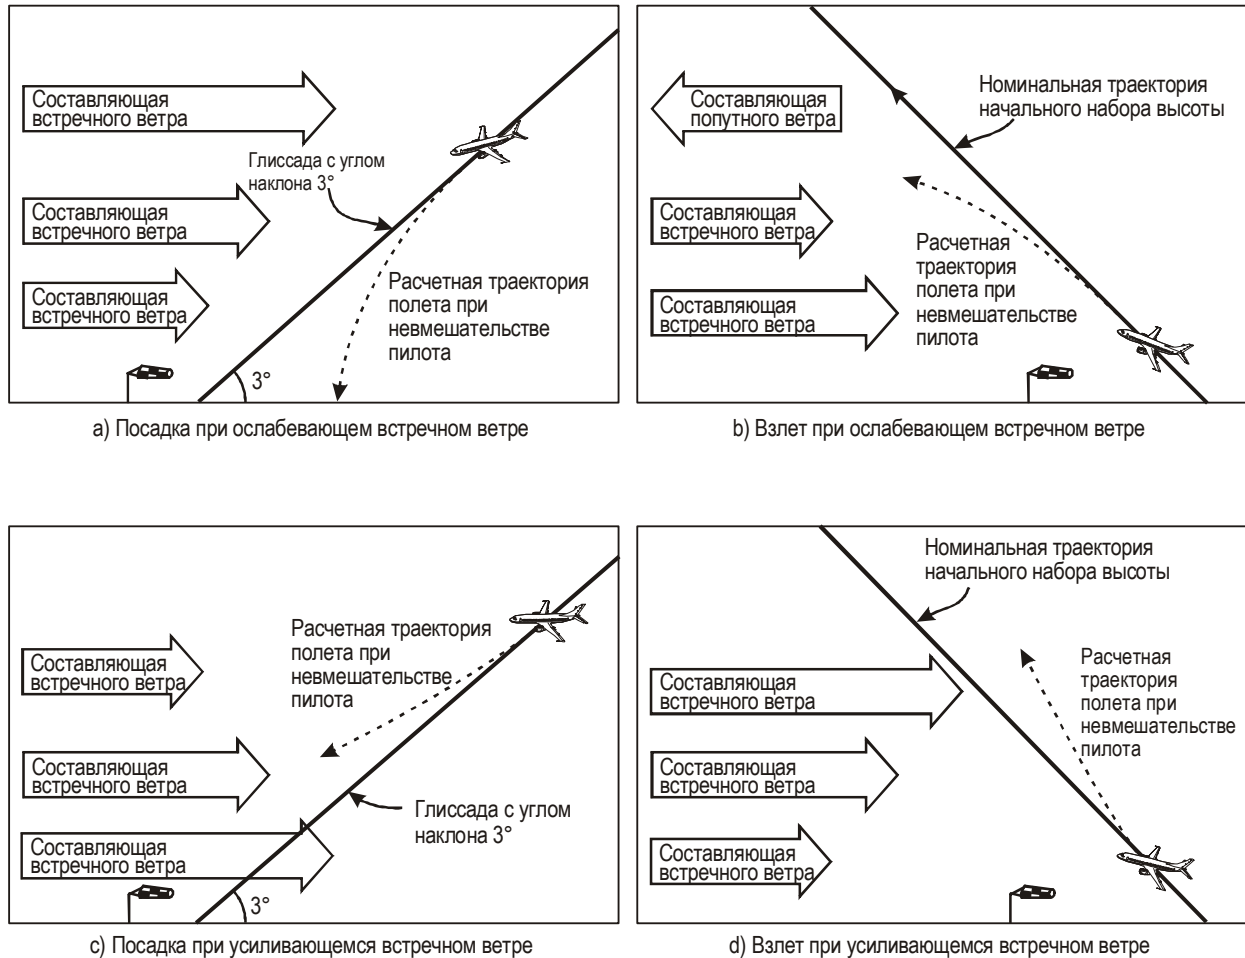 Составляющая
встречного ветра
Глиссада с углом
наклона 3°
Составляющая
встречного ветра
Составляющая
встречного ветра
Расчетная траектория
полета при
невмешательстве
пилота
3°
a) Посадка при ослабевающем встречном ветре
Составляющая
попутного ветра
Номинальная траектория
начального набора высоты
Составляющая
встречного ветра
Расчетная
траектория
полета при
невмешательстве
пилота
Составляющая
встречного ветра
b) Взлет при ослабевающем встречном ветре
Расчетная траектория
полета при
невмешательстве
пилота
Составляющая
встречного ветра
Составляющая
встречного ветра
Глиссада с углом
наклона 3°
Составляющая
встречного ветра
3°
c) Посадка при усиливающемся встречном ветре
Номинальная траектория
начального набора высоты
Составляющая
встречного ветра
Расчетная
траектория
полета при
невмешательстве
пилота
Составляющая
встречного ветра
Составляющая
встречного ветра
d) Взлет при усиливающемся встречном ветре